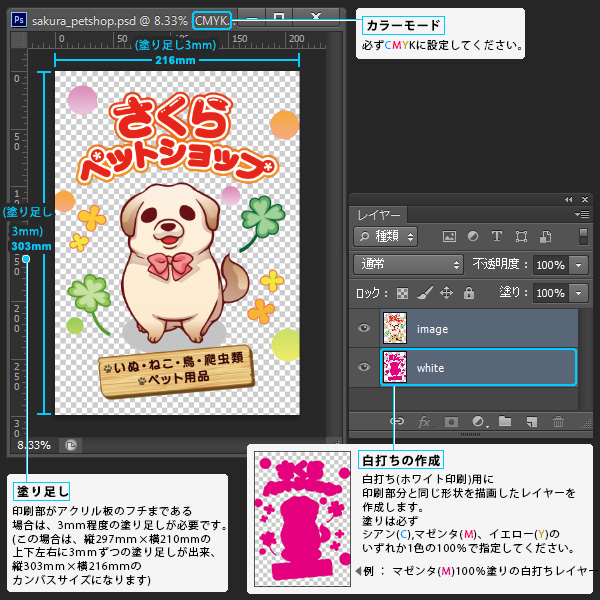 Ps sakura_petshop.psd @ 8.33% CMYK
カラーモード
必ずCMYKに設定してください。
0 50 100 150 200
(塗り足し3mm)
216mm
さくら
ペットショップ
(塗り足し
3mm)
303mm
0
50
200
250
いぬ・ねこ・鳥・爬虫類
ペット用品
8.33%
レイヤー
種類
通常
不透明度： 100%
ロック：
塗り： 100%
image
white
fx
塗り足し
印刷部がアクリル板のフチまである
場合は、3mm程度の塗り足しが必要です。
(この場合は、縦297mm×横210mmの
上下左右に3mmずつの塗り足しが出来、
縦303mm×横216mmの
カンバスサイズになります)
白打ちの作成
白打ち(ホワイト印刷)用に
印刷部分と同じ形状を描画したレイヤーを
作成します。
塗りは必ず
シアン(C),マゼンタ(M)、イエロー(Y)の
いずれか1色の100%で指定してください。
◀例 ： マゼンタ(M)100%塗りの白打ちレイヤー